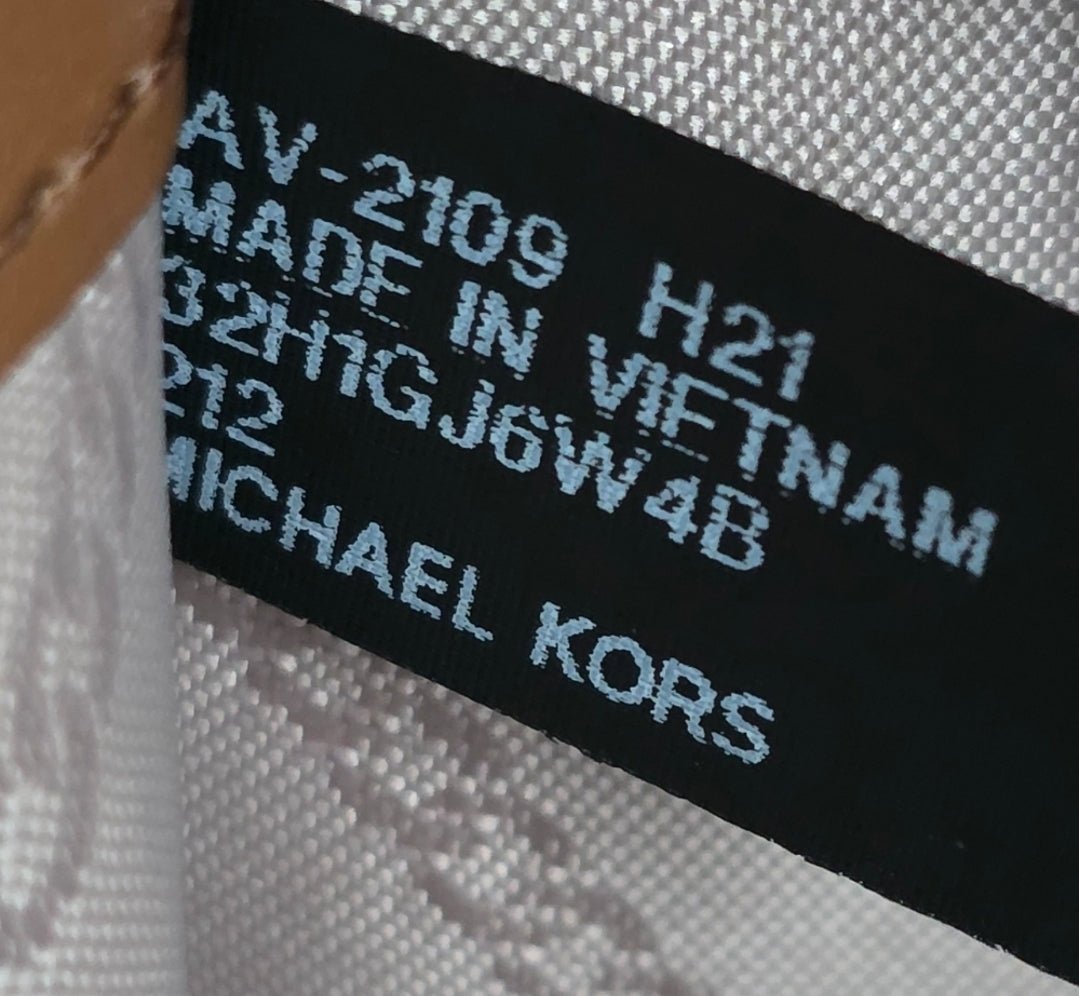 AV-2109 H21
MADE IN VIETNAM
32H1GJ6W4B
212
MICHAEL KORS